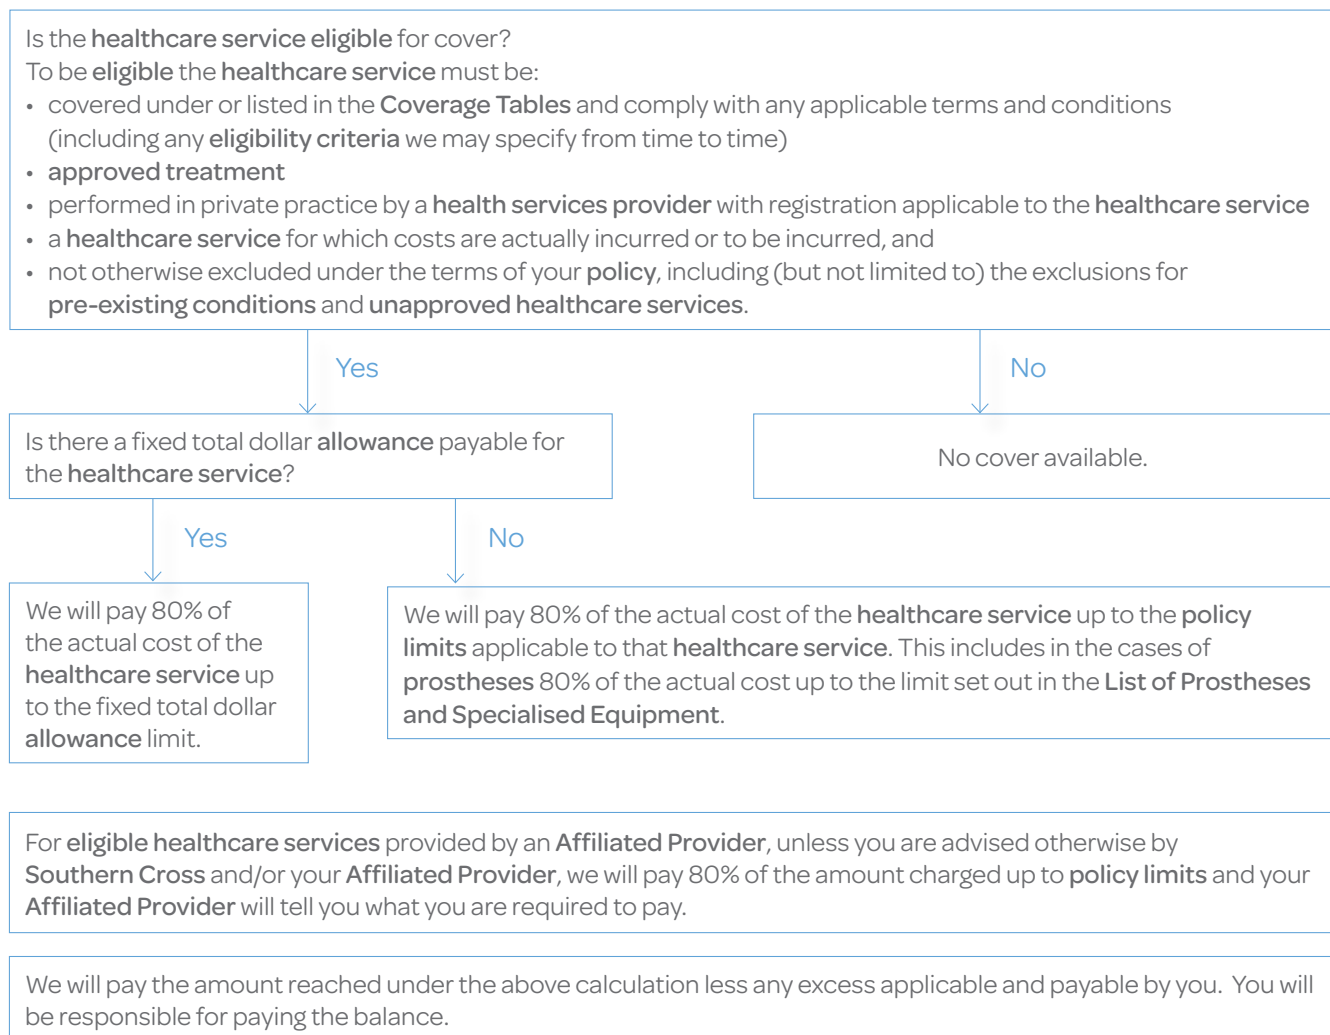 Is the healthcare service eligible for cover?
To be eligible the healthcare service must be:
• covered under or listed in the Coverage Tables and comply with any applicable terms and conditions
(including any eligibility criteria we may specify from time to time)
• approved treatment
• performed in private practice by a health services provider with registration applicable to the healthcare service
• a healthcare service for which costs are actually incurred or to be incurred, and
• not otherwise excluded under the terms of your policy, including (but not limited to) the exclusions for
pre-existing conditions and unapproved healthcare services.
Yes
No
Is there a fixed total dollar allowance payable for
the healthcare service?
No cover available.
Yes
No
We will pay 80% of
the actual cost of the
healthcare service up
to the fixed total dollar
allowance limit.
We will pay 80% of the actual cost of the healthcare service up to the policy
limits applicable to that healthcare service. This includes in the cases of
prostheses 80% of the actual cost up to the limit set out in the List of Prostheses
and Specialised Equipment.
For eligible healthcare services provided by an Affiliated Provider, unless you are advised otherwise by
Southern Cross and/or your Affiliated Provider, we will pay 80% of the amount charged up to policy limits and your
Affiliated Provider will tell you what you are required to pay.
We will pay the amount reached under the above calculation less any excess applicable and payable by you. You will
be responsible for paying the balance.